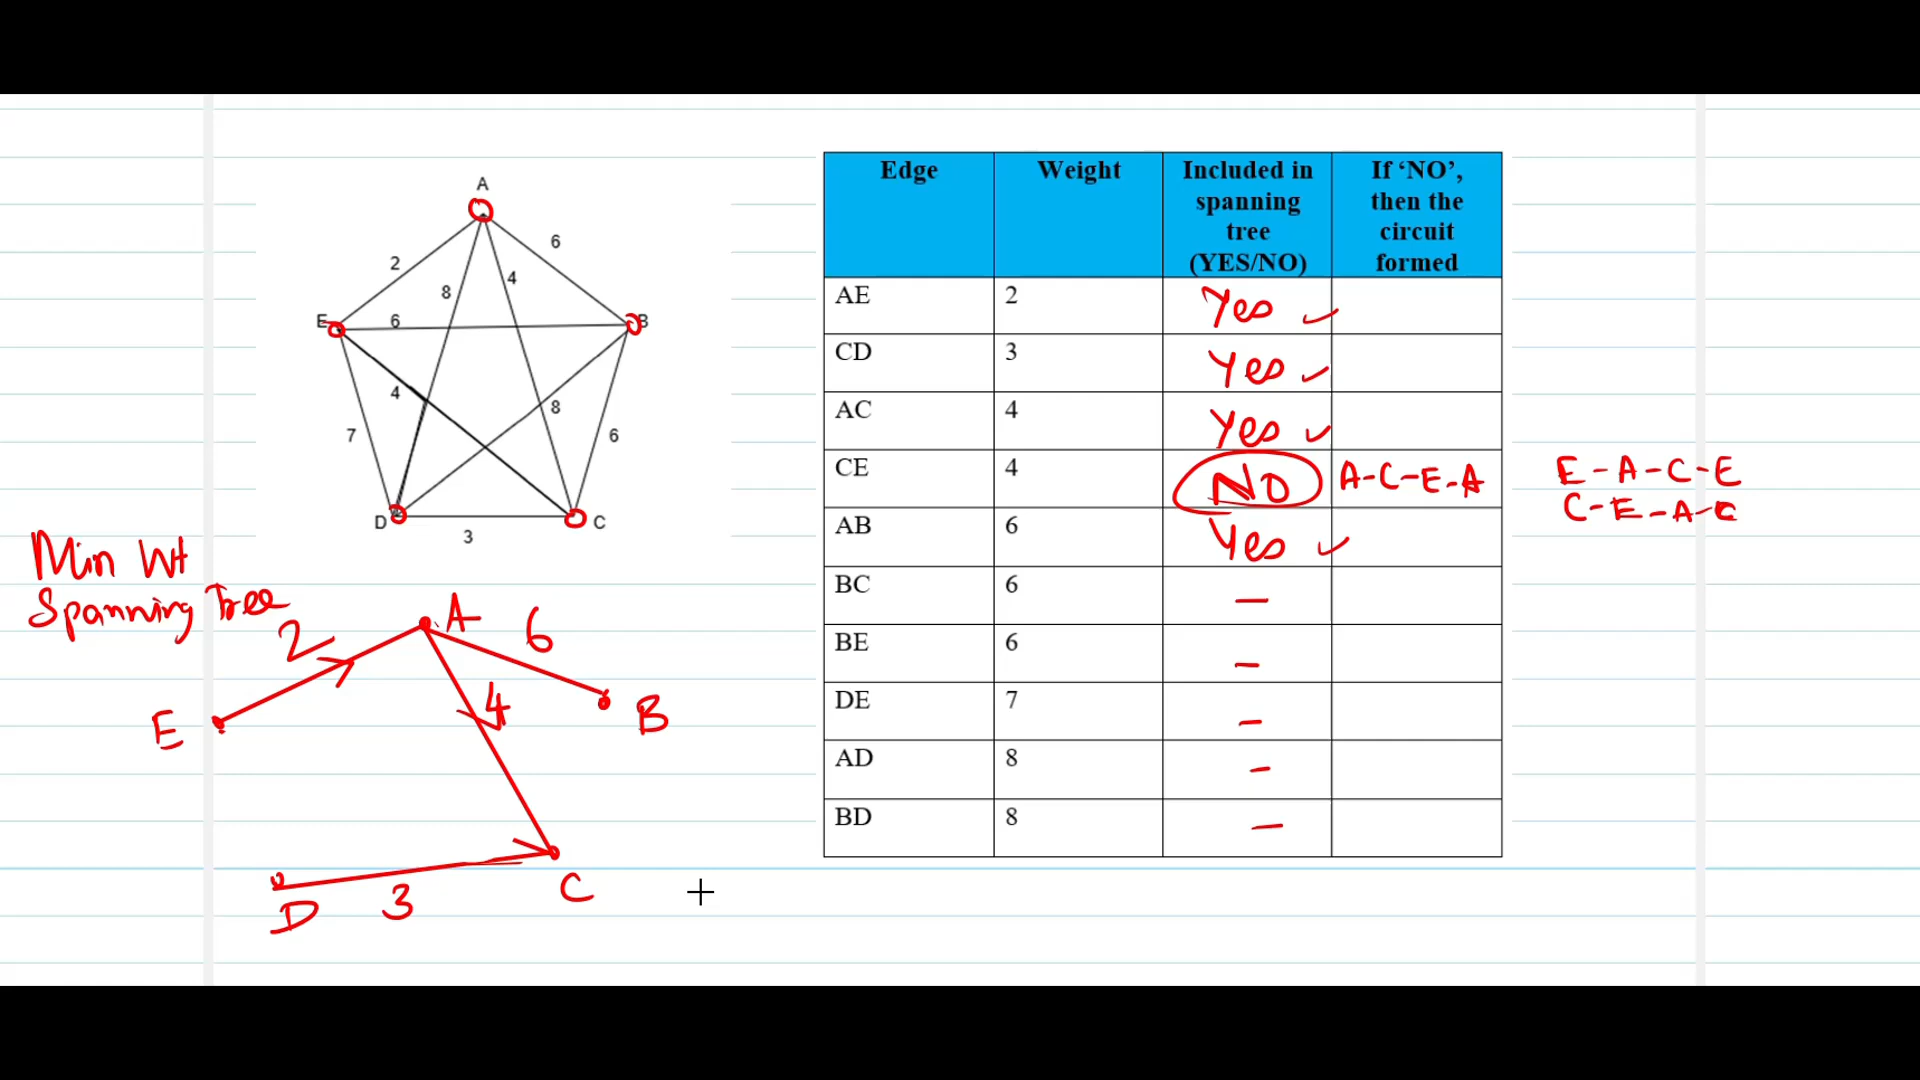 A
6
2
4
8
E
6
B
4
8
7
6
D
C
3
Min Wt
Spanning Tree
2
A
6
4
E
B
C
D
3
Edge Weight Included in spanning tree (YES/NO) If ‘NO’, then the circuit formed
AE 2 Yes
CD 3 Yes
AC 4 Yes
CE 4 NO A-C-E-A
E-A-C-E
C-E-A-C
AB 6 Yes
BC 6 —
BE 6 —
DE 7 —
AD 8 —
BD 8 —